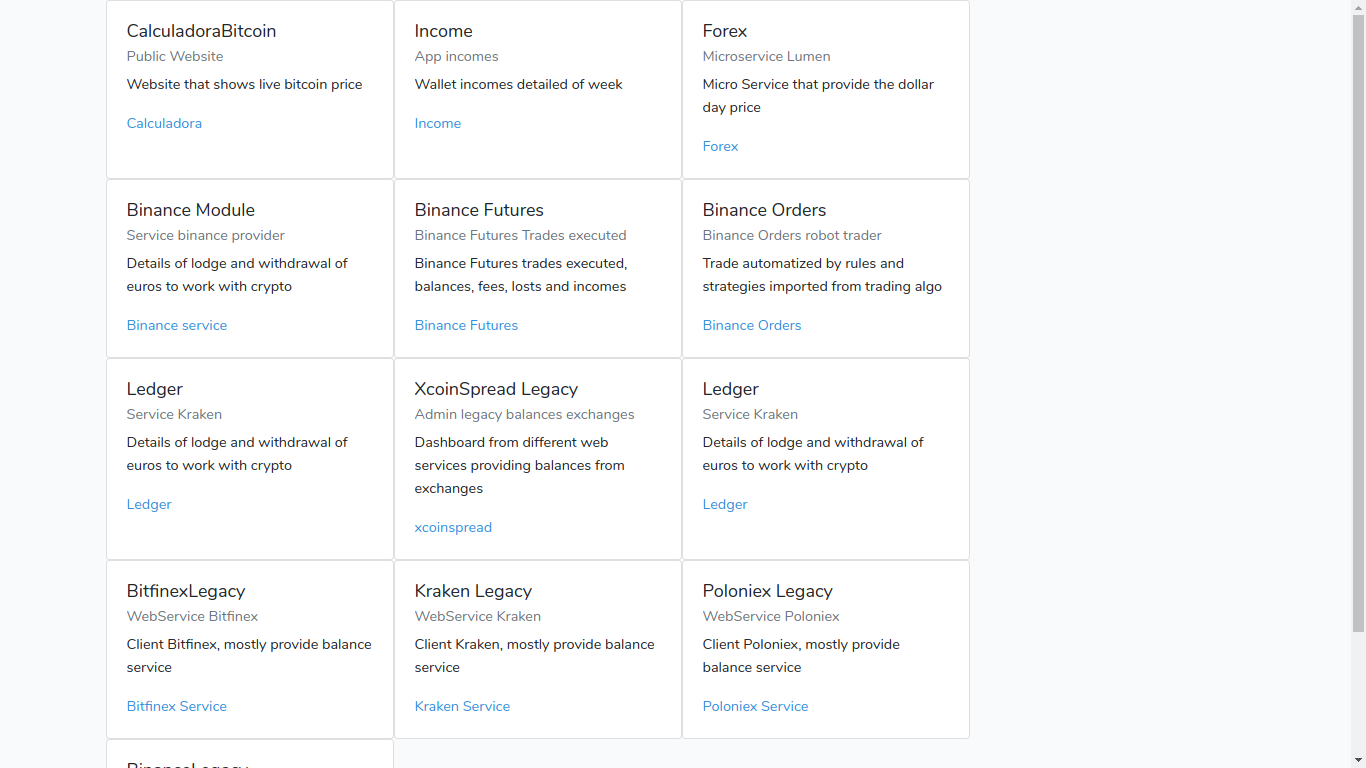 CalculadoraBitcoin
Public Website
Website that shows live bitcoin price
Calculadora
Income
App incomes
Wallet incomes detailed of week
Income
Forex
Microservice Lumen
Micro Service that provide the dollar
day price
Forex
Binance Module
Service binance provider
Details of lodge and withdrawal of
euros to work with crypto
Binance service
Binance Futures
Binance Futures Trades executed
Binance Futures trades executed,
balances, fees, losts and incomes
Binance Futures
Binance Orders
Binance Orders robot trader
Trade automatized by rules and
strategies imported from trading algo
Binance Orders
Ledger
Service Kraken
Details of lodge and withdrawal of
euros to work with crypto
Ledger
XcoinSpread Legacy
Admin legacy balances exchanges
Dashboard from different web
services providing balances from
exchanges
xcoinspread
Ledger
Service Kraken
Details of lodge and withdrawal of
euros to work with crypto
Ledger
BitfinexLegacy
WebService Bitfinex
Client Bitfinex, mostly provide balance
service
Bitfinex Service
Kraken Legacy
WebService Kraken
Client Kraken, mostly provide balance
service
Kraken Service
Poloniex Legacy
WebService Poloniex
Client Poloniex, mostly provide
balance service
Poloniex Service
BinanceLegacy